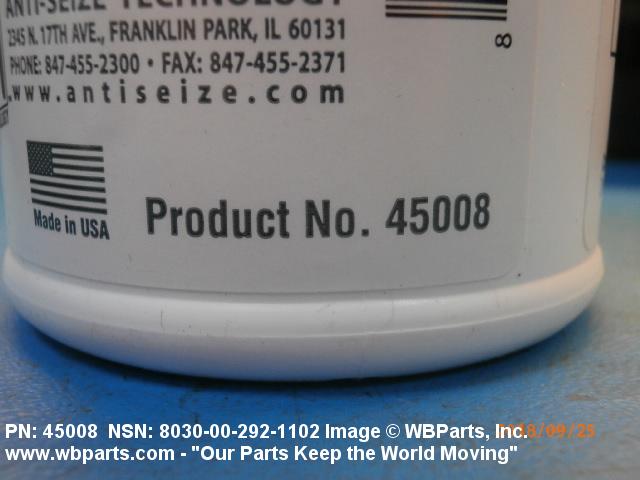 ANTI-SEIZE TECHNOLOGY
2345 N. 17TH AVE., FRANKLIN PARK, IL 60131
PHONE: 847-455-2300 • FAX: 847-455-2371
www.antiseize.com
8
Made in USA
Product No. 45008
PN: 45008 NSN: 8030-00-292-1102 Image © WBParts, Inc.
www.wbparts.com - "Our Parts Keep the World Moving"